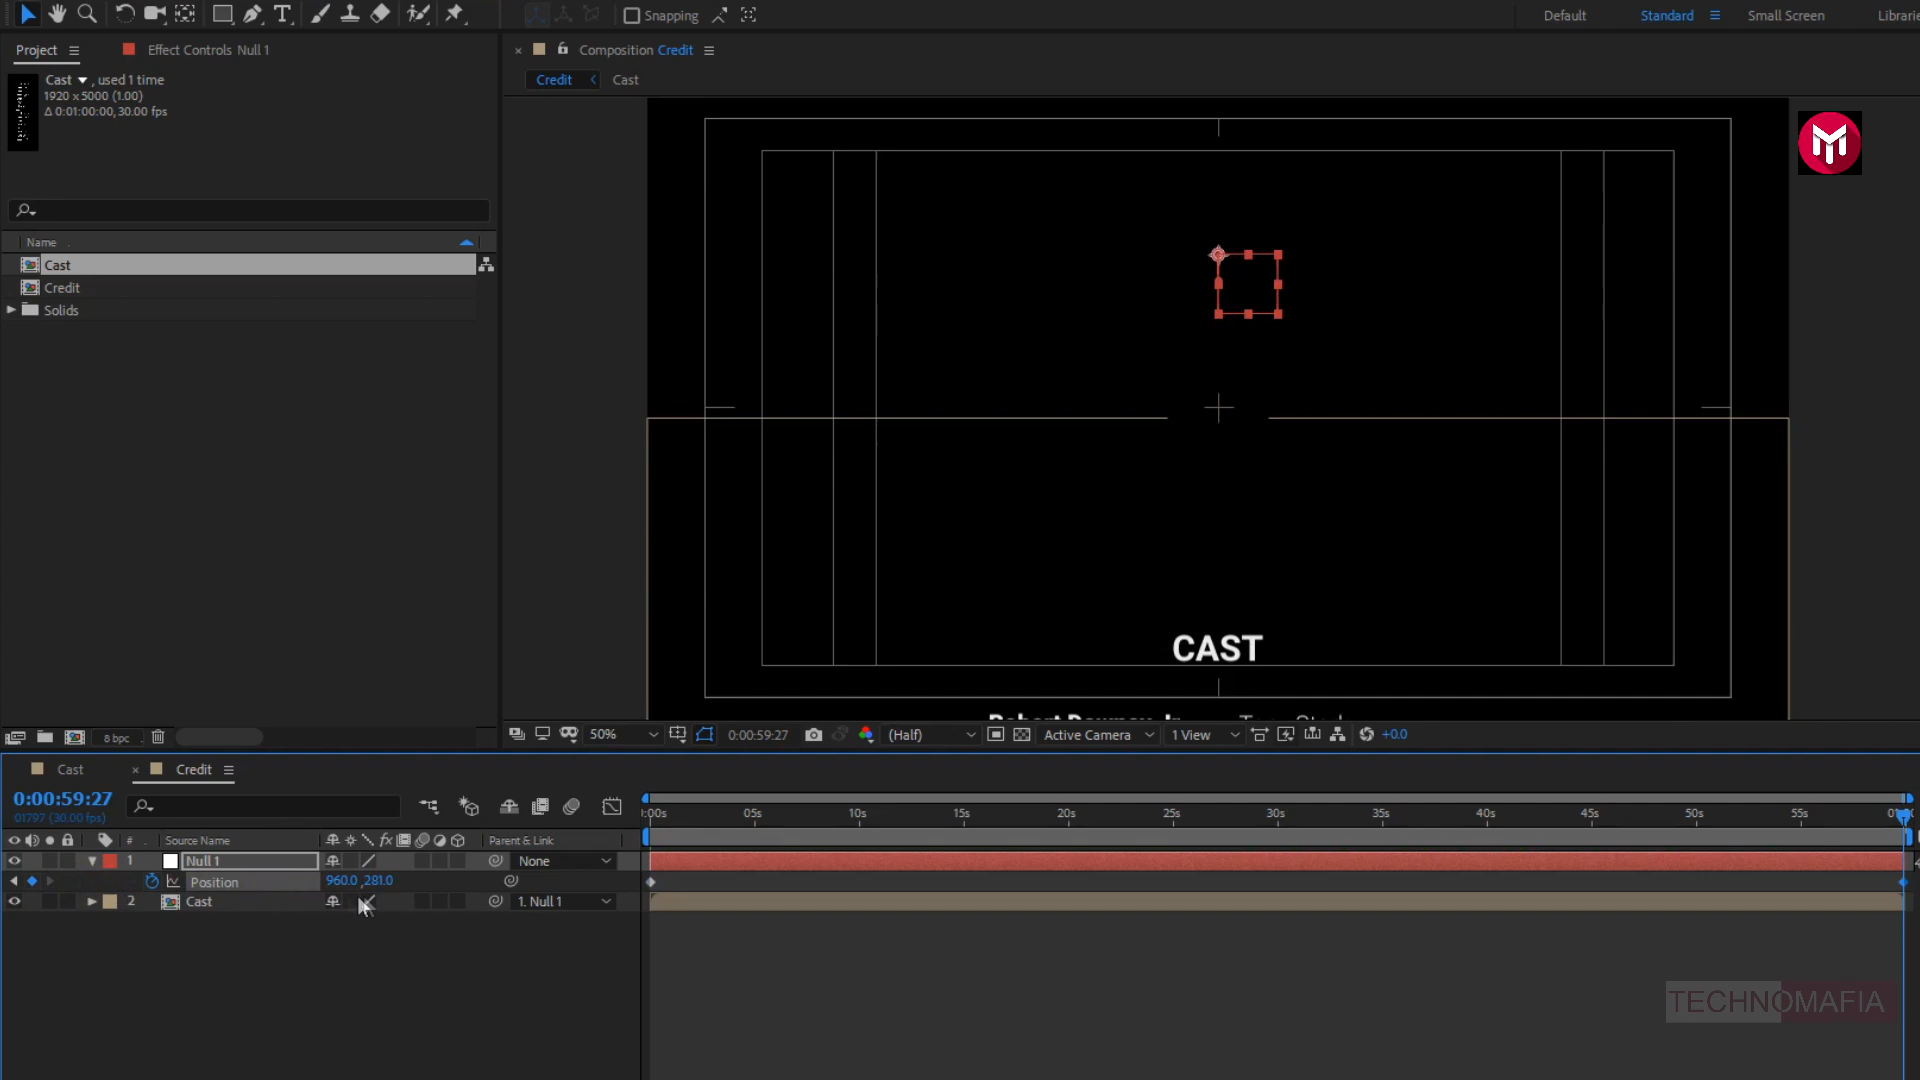 Snapping
Default
Standard
Small Screen
Librarie
Project
Effect Controls Null 1
Composition Credit
Cast , used 1 time
1920 x 5000 (1.00)
Δ 0:01:00:00, 30.00 fps
Credit
Cast
Name
Cast
Credit
Solids
CAST
8 bpc
50%
0:00:59:27
(Half)
Active Camera
1 View
+0.0
Cast
Credit
0:00:59:27
01797 (30.00 fps)
:00s 05s 10s 15s 20s 25s 30s 35s 40s 45s 50s 55s
# Source Name
Parent & Link
1 Null 1 None
Position 960.0 ,281.0
2 Cast 1. Null 1
TECHNOMAFIA